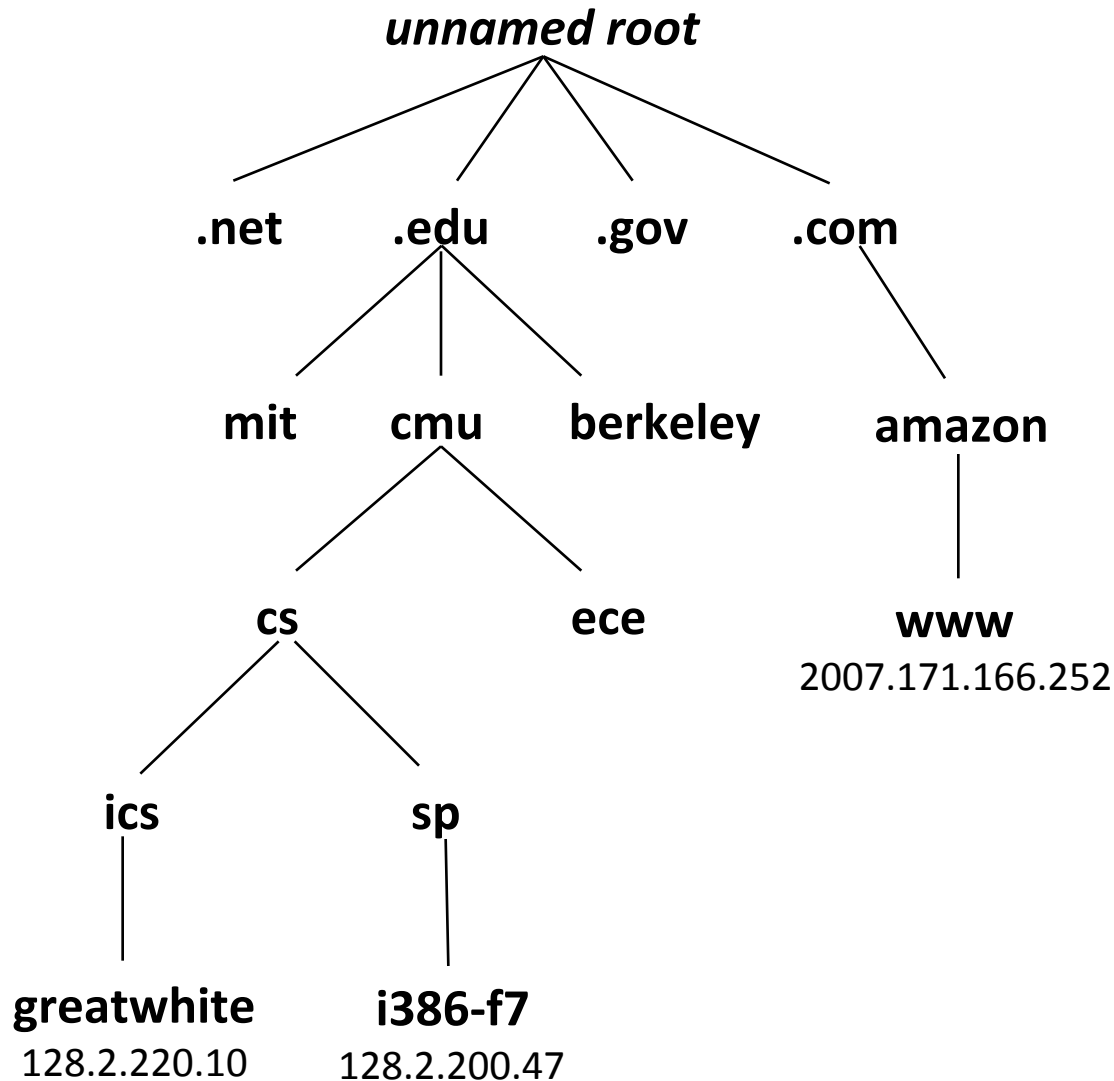 unnamed root
.net .edu .gov .com
mit cmu berkeley amazon
cs ece www
2007.171.166.252
ics sp
greatwhite i386-f7
128.2.220.10 128.2.200.47